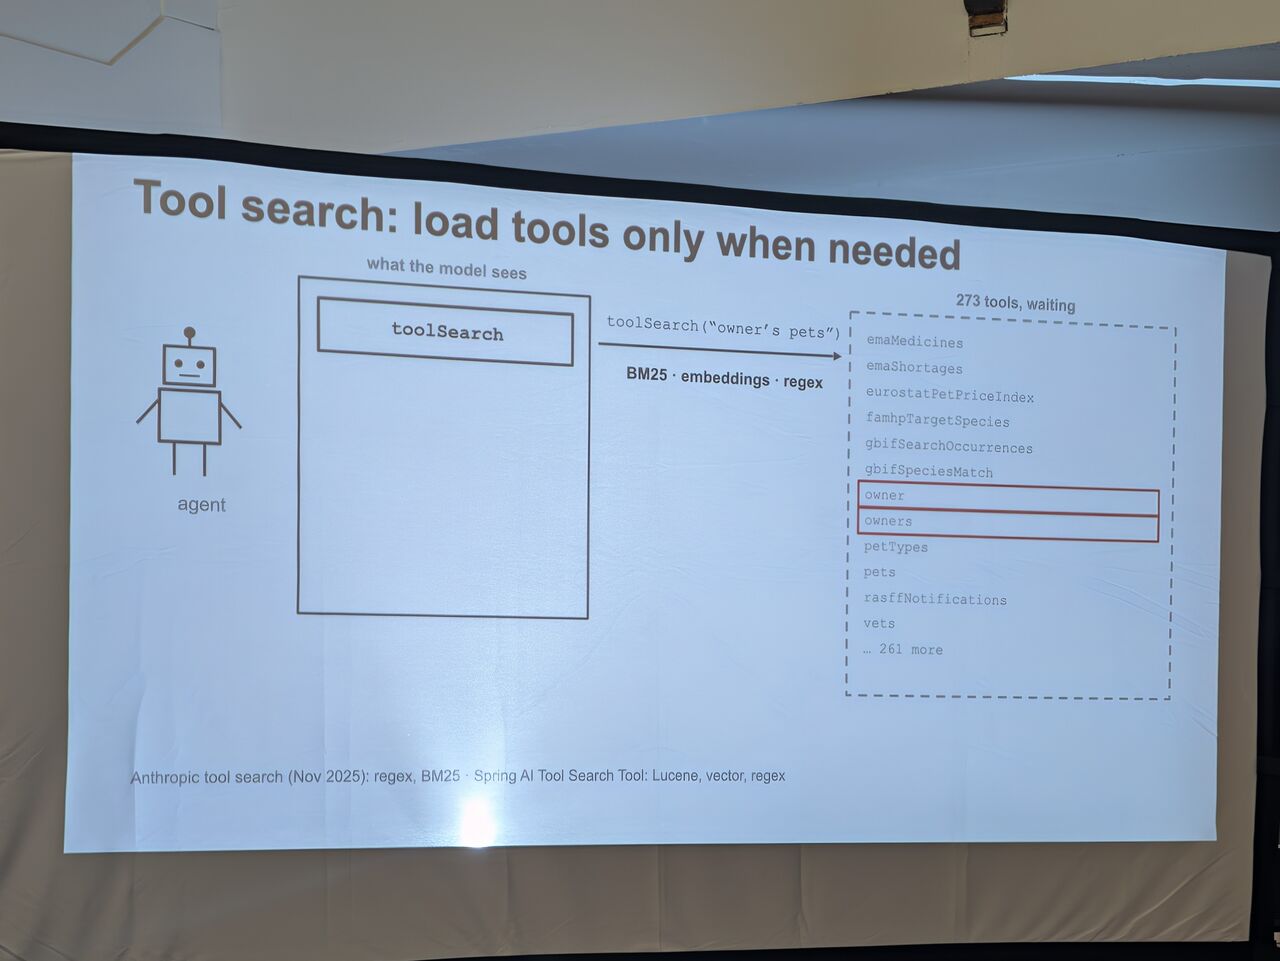 Tool search: load tools only when needed
what the model sees
toolSearch
agent
toolSearch(“owner’s pets”)
BM25 · embeddings · regex
273 tools, waiting
emaMedicines
emaShortages
eurostatPetPriceIndex
famhpTargetSpecies
gbifSearchOccurrences
gbifSpeciesMatch
owner
owners
petTypes
pets
rasffNotifications
vets
… 261 more
Anthropic tool search (Nov 2025): regex, BM25 · Spring AI Tool Search Tool: Lucene, vector, regex